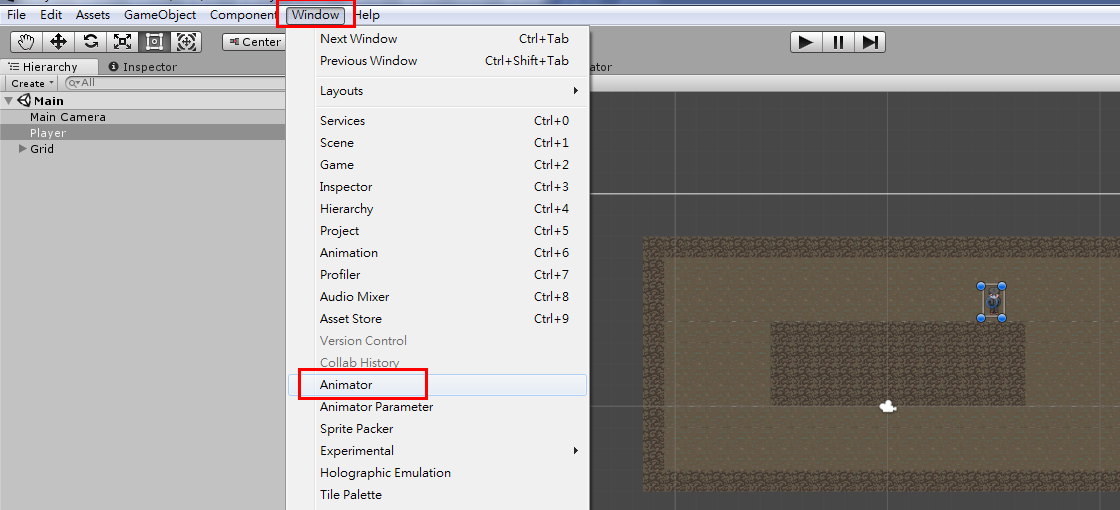 File Edit Assets GameObject Component Window Help
Center
Hierarchy Inspector
Create All
Main
Main Camera
Player
Grid
Next Window Ctrl+Tab
Previous Window Ctrl+Shift+Tab
Layouts
Services Ctrl+0
Scene Ctrl+1
Game Ctrl+2
Inspector Ctrl+3
Hierarchy Ctrl+4
Project Ctrl+5
Animation Ctrl+6
Profiler Ctrl+7
Audio Mixer Ctrl+8
Asset Store Ctrl+9
Version Control
Collab History
Animator
Animator Parameter
Sprite Packer
Experimental
Holographic Emulation
Tile Palette